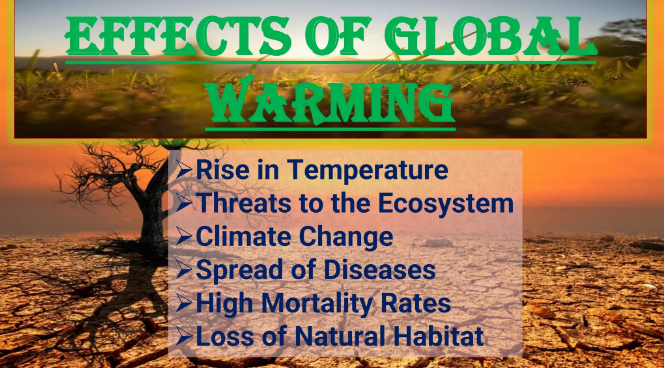 EFFECTS OF GLOBAL
WARMING
➢Rise in Temperature
➢Threats to the Ecosystem
➢Climate Change
➢Spread of Diseases
➢High Mortality Rates
➢Loss of Natural Habitat